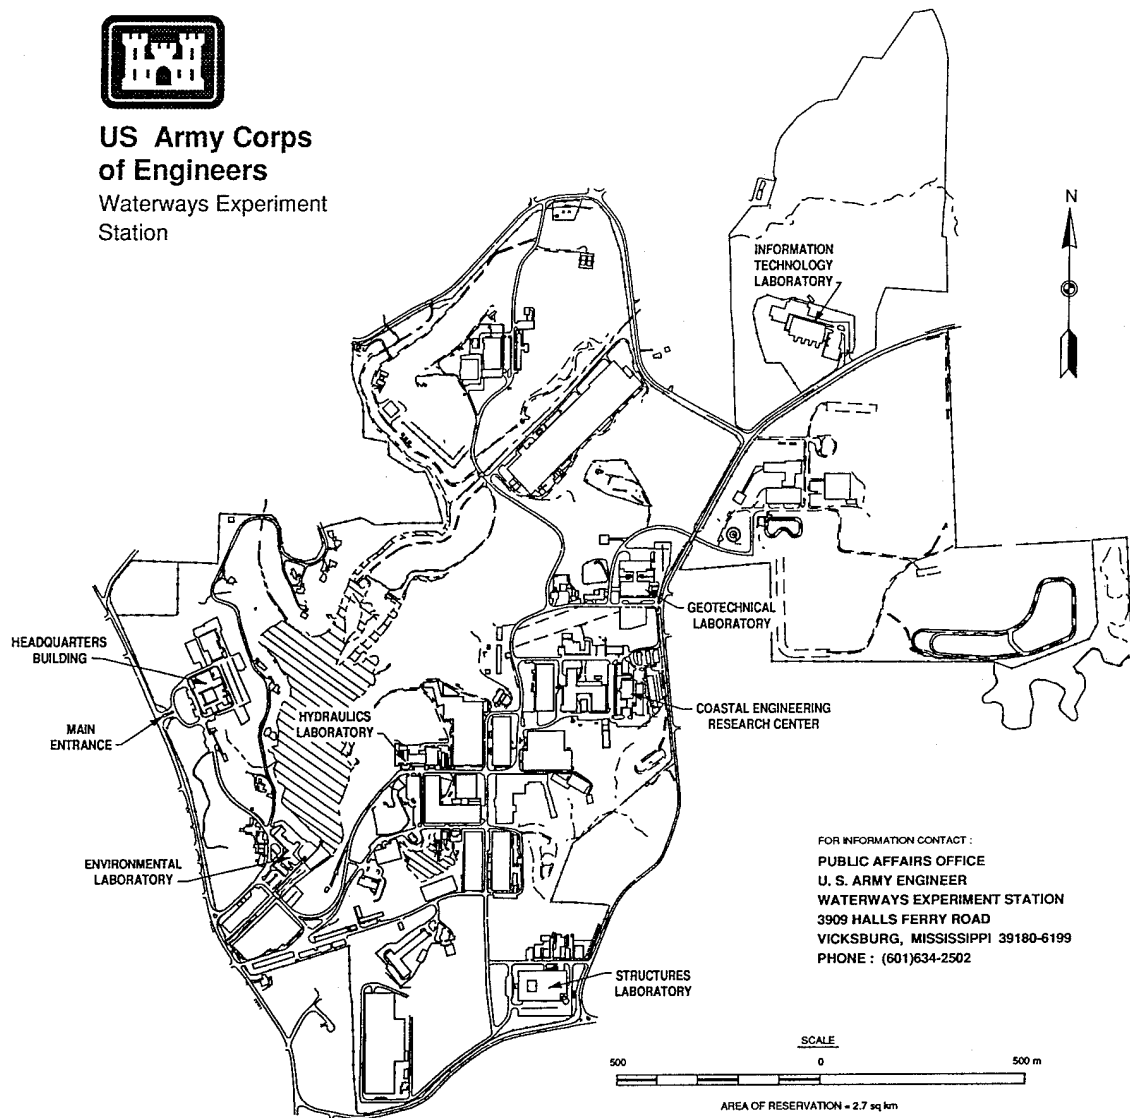 US Army Corps
of Engineers
Waterways Experiment
Station
N
INFORMATION
TECHNOLOGY
LABORATORY
GEOTECHNICAL
LABORATORY
HEADQUARTERS
BUILDING
MAIN
ENTRANCE
HYDRAULICS
LABORATORY
COASTAL ENGINEERING
RESEARCH CENTER
ENVIRONMENTAL
LABORATORY
STRUCTURES
LABORATORY
FOR INFORMATION CONTACT :
PUBLIC AFFAIRS OFFICE
U. S. ARMY ENGINEER
WATERWAYS EXPERIMENT STATION
3909 HALLS FERRY ROAD
VICKSBURG, MISSISSIPPI 39180-6199
PHONE : (601)634-2502
SCALE
500 0 500 m
AREA OF RESERVATION = 2.7 sq km